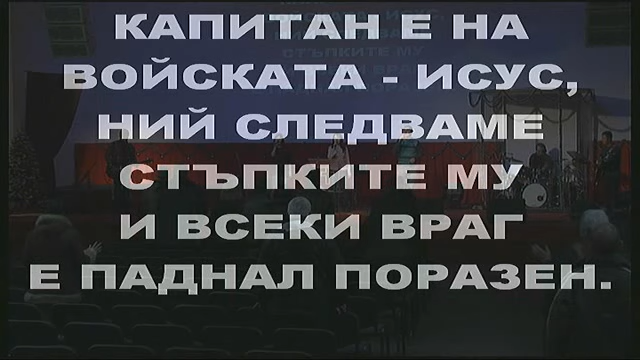 КАПИТАН Е НА
ВОЙСКАТА - ИСУС,
НИЙ СЛЕДВАМЕ
СТЪПКИТЕ МУ
И ВСЕКИ ВРАГ
Е ПАДНАЛ ПОРАЗЕН.